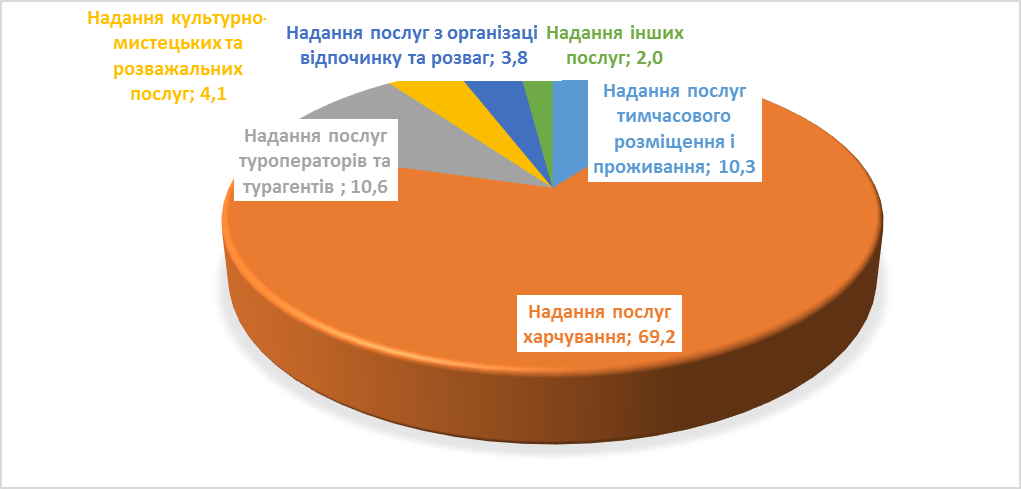 Надання культурно-
мистецьких та
розважальних
послуг; 4,1
Надання послуг з організаці
відпочинку та розваг; 3,8
Надання інших
послуг; 2,0
Надання послуг
тимчасового
розміщення і
проживання; 10,3
Надання послуг
туроператорів та
турагентів ; 10,6
Надання послуг
харчування; 69,2